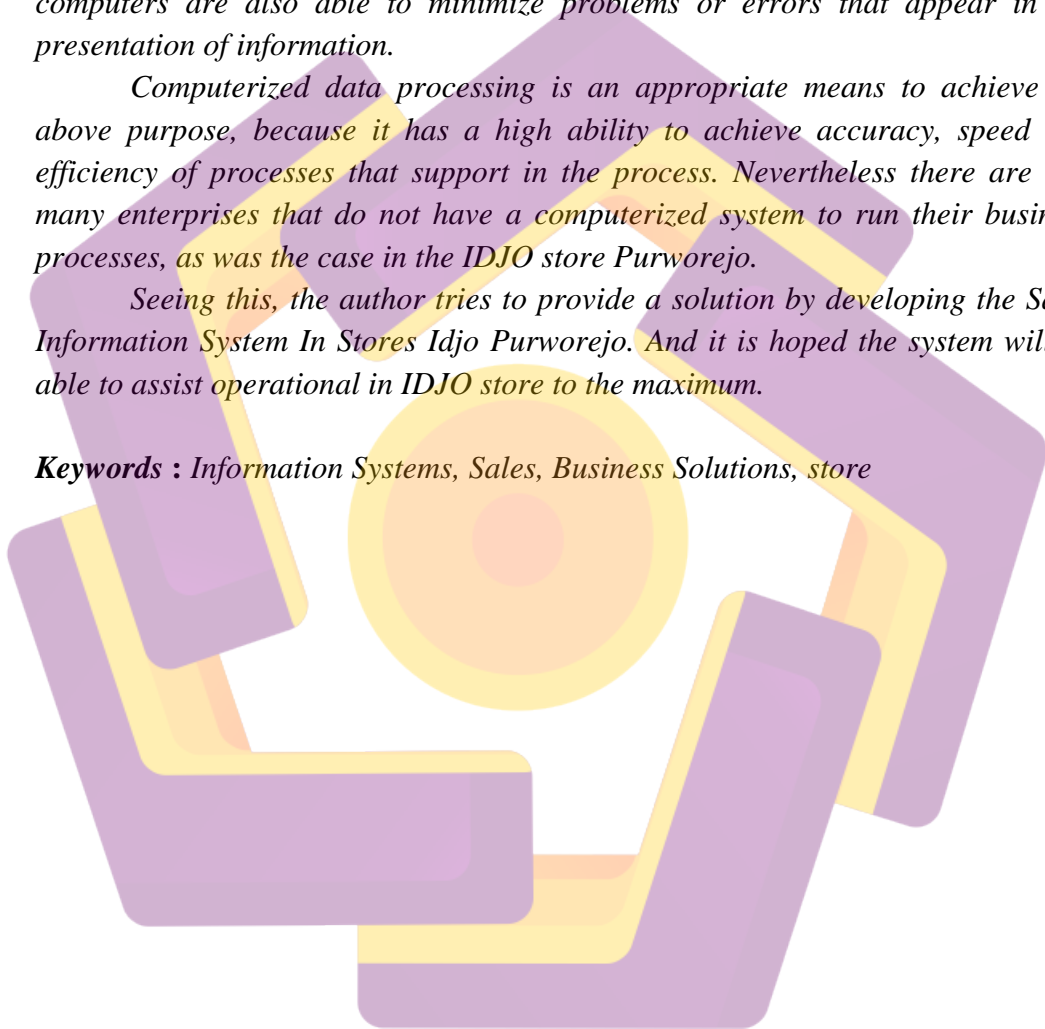 computers are also able to minimize problems or errors that appear in
presentation of information.
Computerized data processing is an appropriate means to achieve
above purpose, because it has a high ability to achieve accuracy, speed
efficiency of processes that support in the process. Nevertheless there are
many enterprises that do not have a computerized system to run their busin
processes, as was the case in the IDJO store Purworejo.
Seeing this, the author tries to provide a solution by developing the S
Information System In Stores Idjo Purworejo. And it is hoped the system wil
able to assist operational in IDJO store to the maximum.
Keywords : Information Systems, Sales, Business Solutions, store